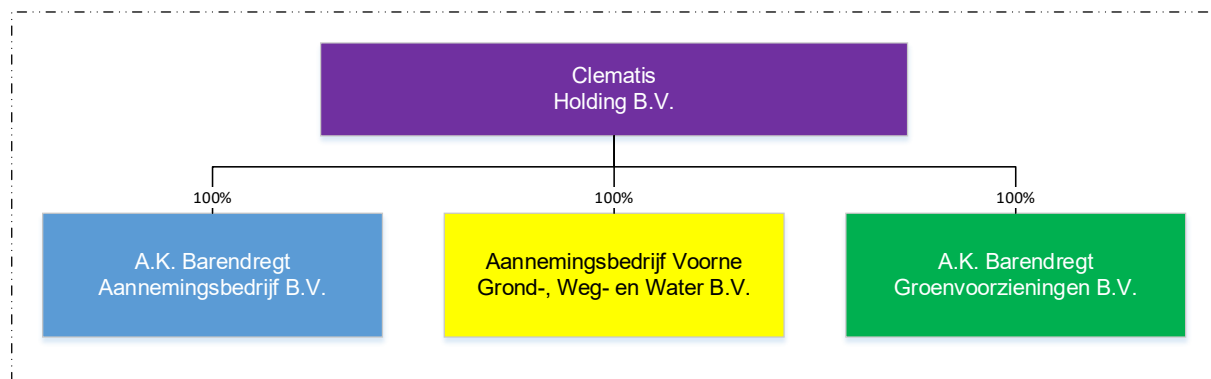 Clematis
Holding B.V.
100%
100%
100%
A.K. Barendregt
Aannemingsbedrijf B.V.
Aannemingsbedrijf Voorne
Grond-, Weg- en Water B.V.
A.K. Barendregt
Groenvoorzieningen B.V.